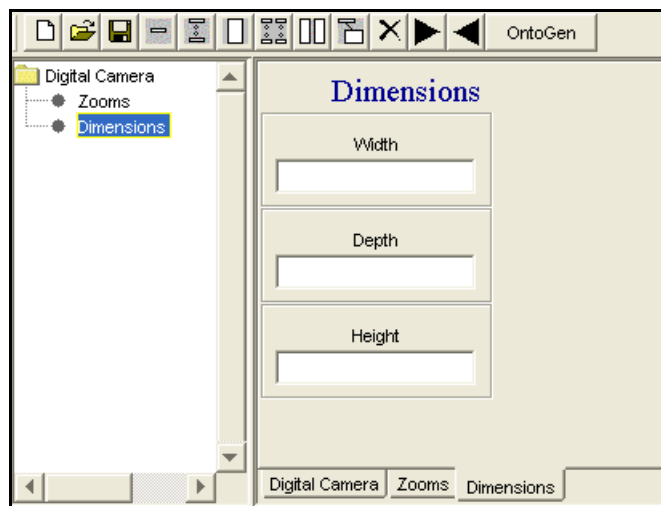 OntoGen
Digital Camera
Zooms
Dimensions
Dimensions
Width
Depth
Height
Digital Camera Zooms Dimensions